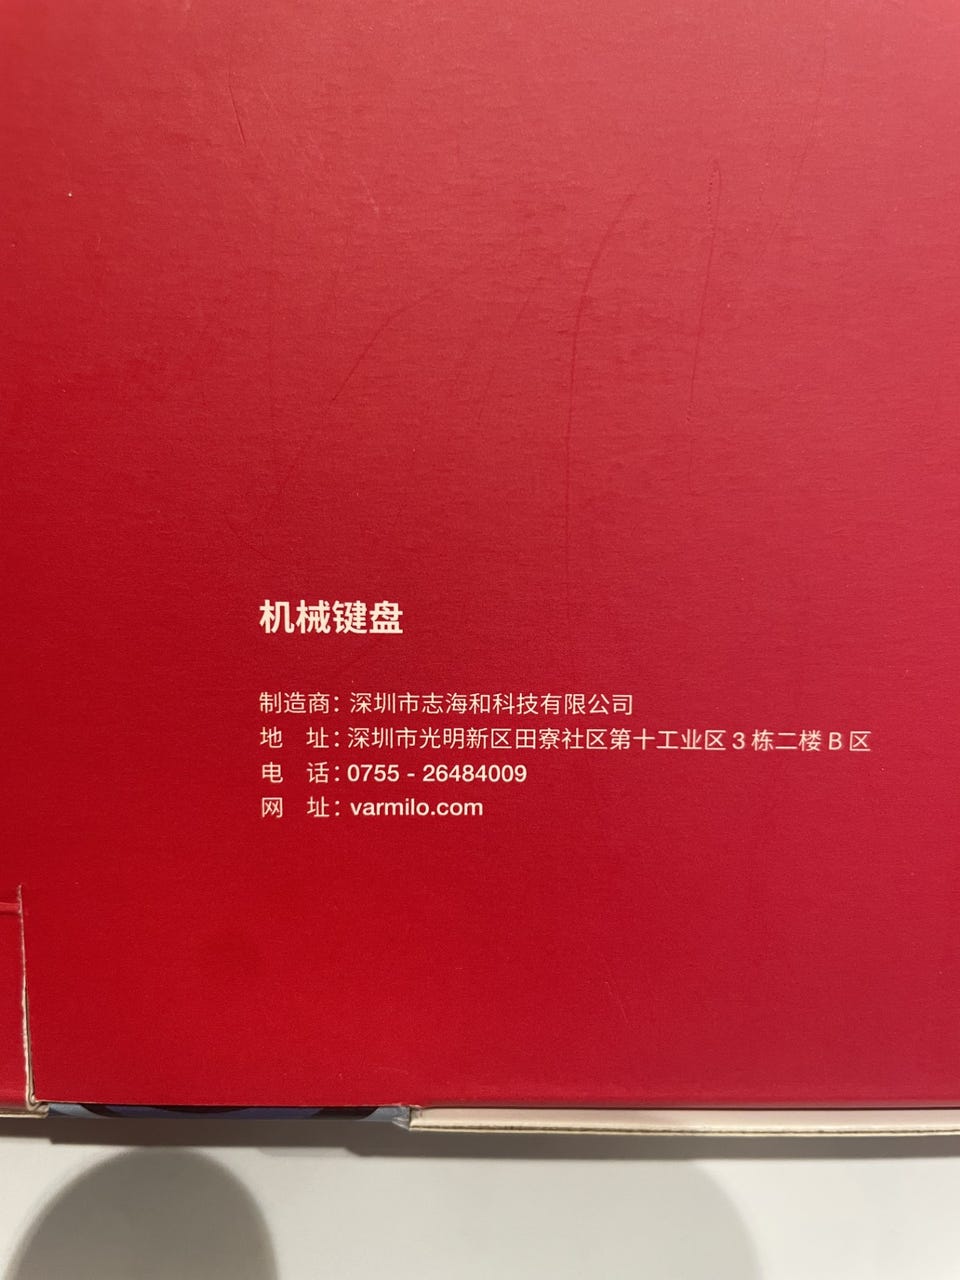 机械键盘
制造商：深圳市志海和科技有限公司
地 址：深圳市光明新区田寮社区第十工业区 3 栋二楼 B 区
电 话：0755 - 26484009
网 址：varmilo.com